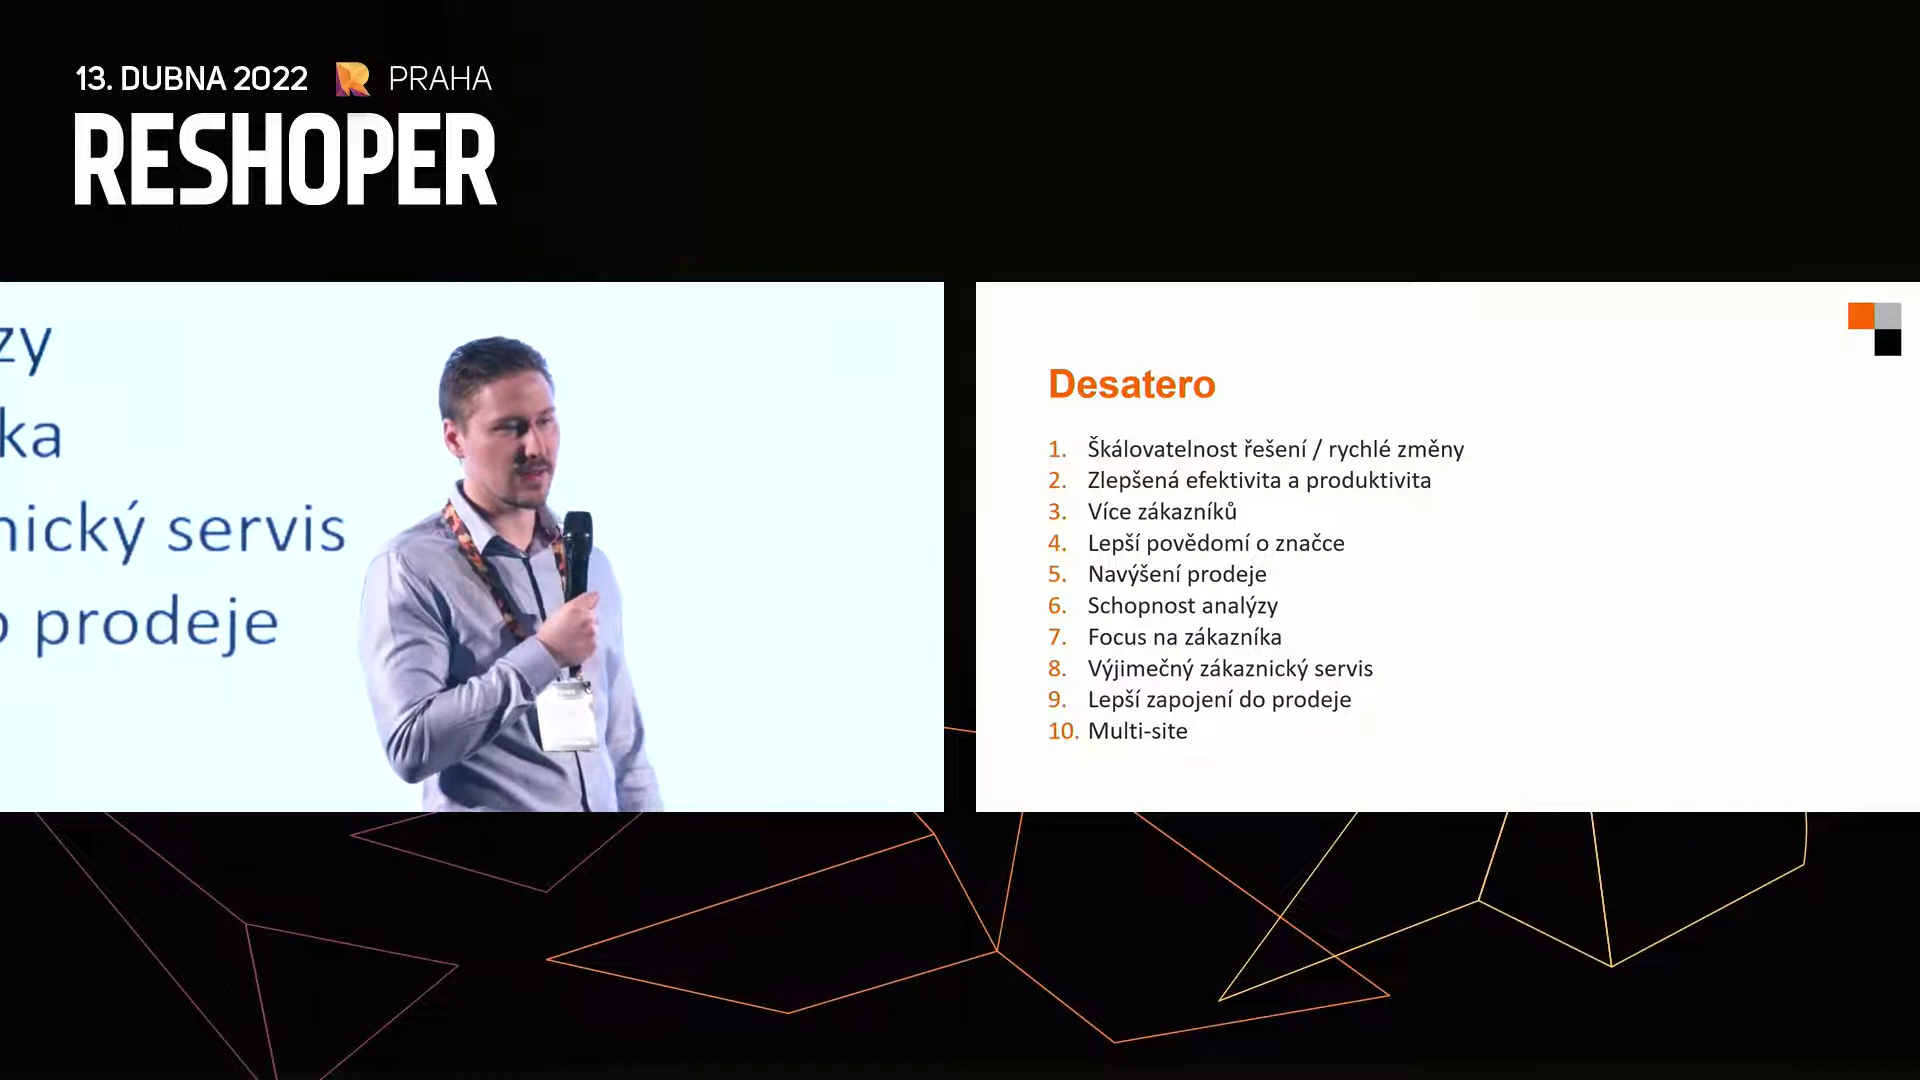 13. DUBNA 2022 PRAHA
RESHOPER
zy
ka
nický servis
o prodeje
Desatero
1. Škálovatelnost řešení / rychlé změny
2. Zlepšená efektivita a produktivita
3. Více zákazníků
4. Lepší povědomí o značce
5. Navýšení prodeje
6. Schopnost analýzy
7. Focus na zákazníka
8. Výjimečný zákaznický servis
9. Lepší zapojení do prodeje
10. Multi-site